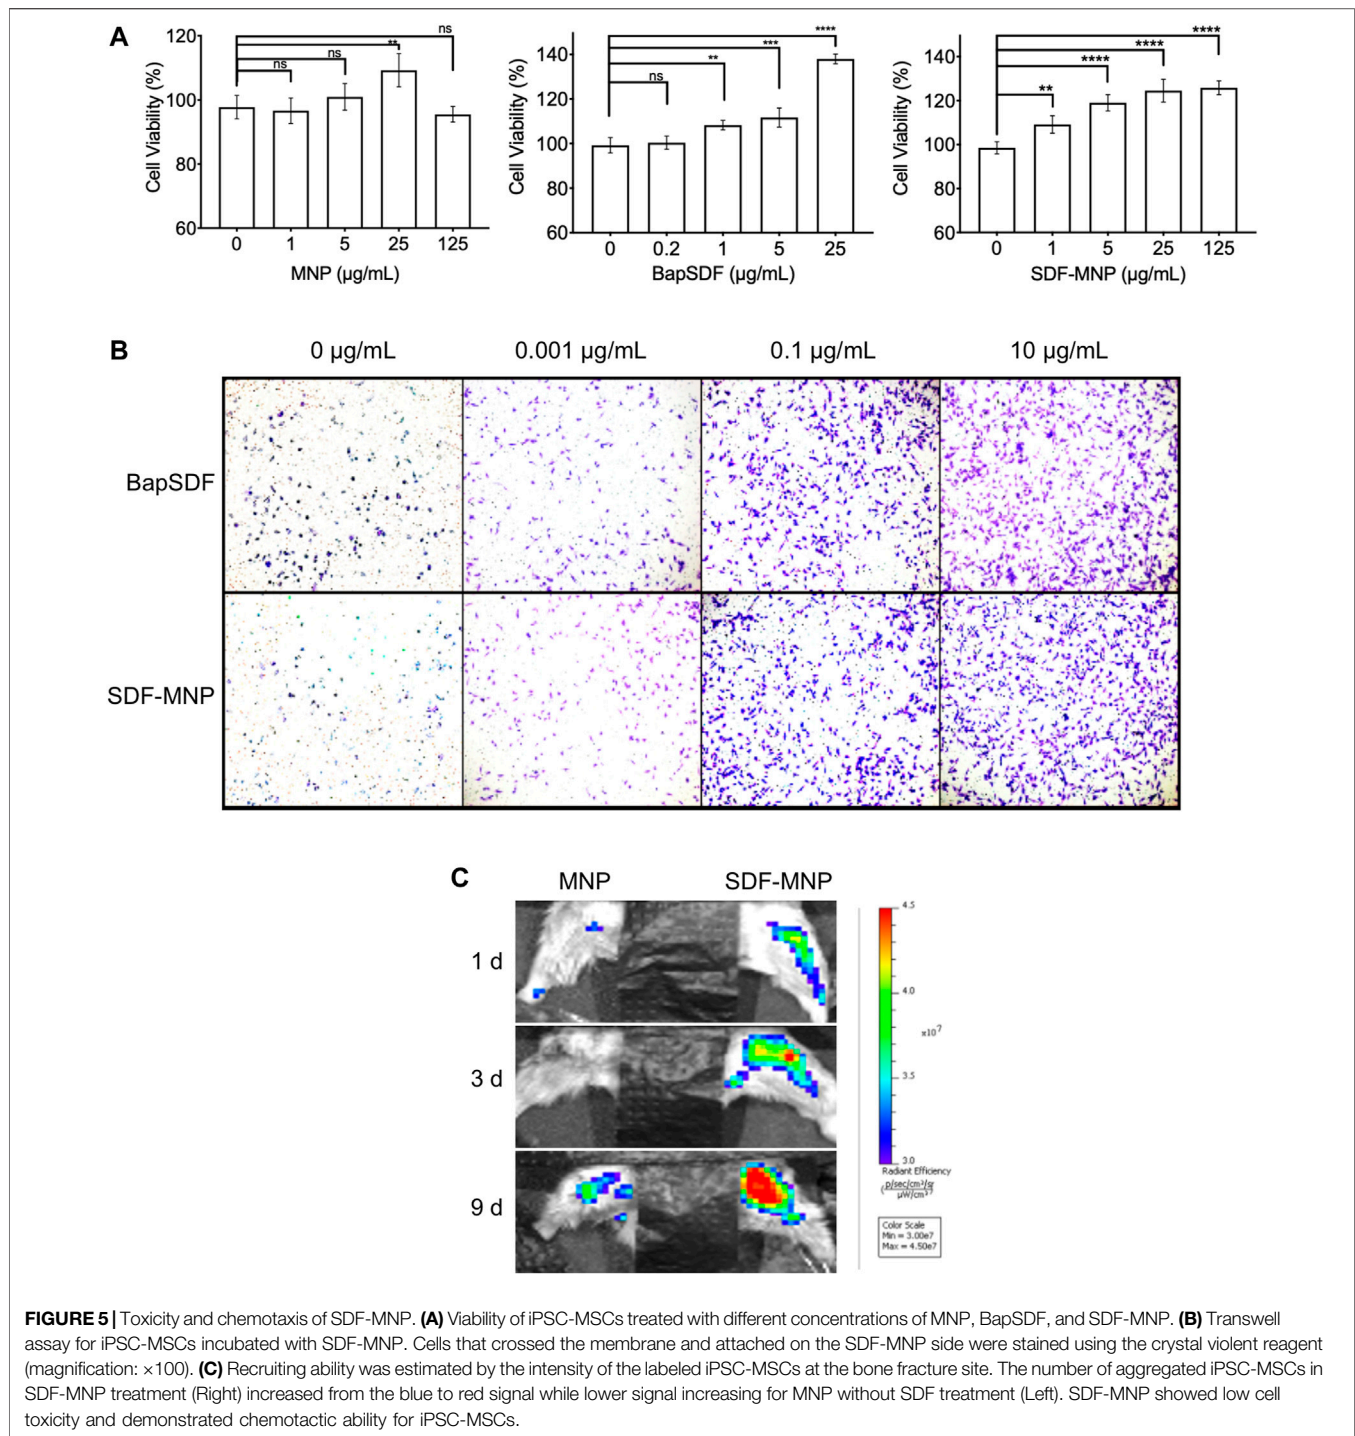 A
120
100
80
60
Cell Viability (%)
ns
**
ns
ns
0 1 5 25 125
MNP (µg/mL)
140
120
100
80
60
Cell Viability (%)
****
***
**
ns
0 0.2 1 5 25
BapSDF (µg/mL)
140
120
100
80
60
Cell Viability (%)
****
****
****
**
0 1 5 25 125
SDF-MNP (µg/mL)
B
0 µg/mL 0.001 µg/mL 0.1 µg/mL 10 µg/mL
BapSDF
SDF-MNP
C
MNP SDF-MNP
1 d
3 d
9 d
4.5
4.0
x10⁷
3.5
3.0
Radiant Efficiency
(p/sec/cm²/sr
µW/cm²)
Color Scale
Min = 3.00e7
Max = 4.50e7
FIGURE 5 | Toxicity and chemotaxis of SDF-MNP. (A) Viability of iPSC-MSCs treated with different concentrations of MNP, BapSDF, and SDF-MNP. (B) Transwell
assay for iPSC-MSCs incubated with SDF-MNP. Cells that crossed the membrane and attached on the SDF-MNP side were stained using the crystal violent reagent
(magnification: ×100). (C) Recruiting ability was estimated by the intensity of the labeled iPSC-MSCs at the bone fracture site. The number of aggregated iPSC-MSCs in
SDF-MNP treatment (Right) increased from the blue to red signal while lower signal increasing for MNP without SDF treatment (Left). SDF-MNP showed low cell
toxicity and demonstrated chemotactic ability for iPSC-MSCs.